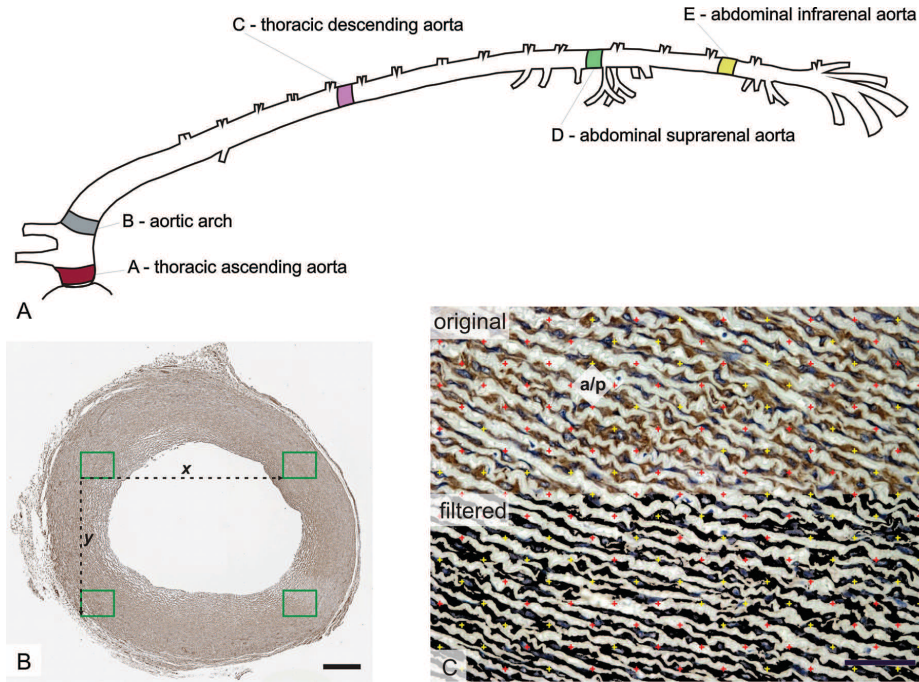 C - thoracic descending aorta
E - abdominal infrarenal aorta
D - abdominal suprarenal aorta
B - aortic arch
A - thoracic ascending aorta
A
original
a/p
x
y
filtered
B
C